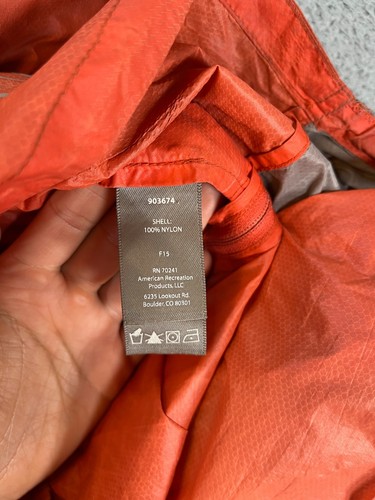 903674
SHELL:
100% NYLON
F15
RN 70241
American Recreation
Products, LLC
6235 Lookout Rd.
Boulder, CO 80301